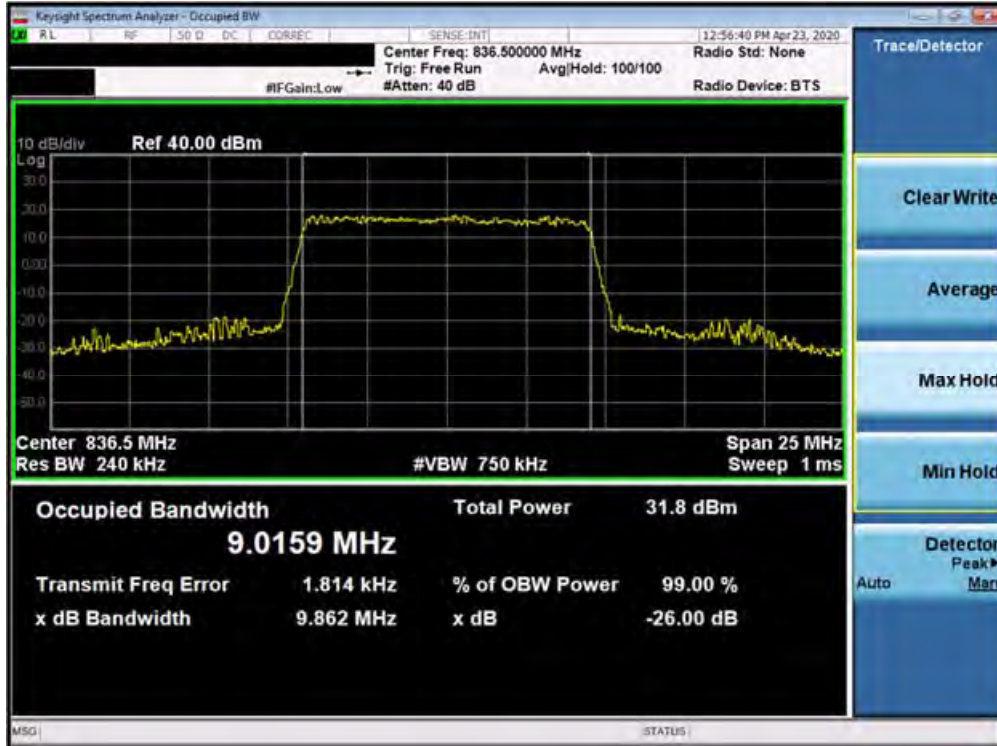 Keysight Spectrum Analyzer - Occupied BW
RL RF 50 Ω DC CORREC SENSE:INT 12:56:40 PM Apr 23, 2020
Center Freq: 836.500000 MHz Radio Std: None
Trig: Free Run Avg|Hold: 100/100
#IFGain:Low #Atten: 40 dB Radio Device: BTS
Trace/Detector
10 dB/div Ref 40.00 dBm
Log
30.0
20.0
10.0
0.00
-10.0
-20.0
-30.0
-40.0
-50.0
Center 836.5 MHz Span 25 MHz
Res BW 240 kHz #VBW 750 kHz Sweep 1 ms
Clear Write
Average
Max Hold
Min Hold
Detector
Peak
Auto Man
Occupied Bandwidth Total Power 31.8 dBm
9.0159 MHz
Transmit Freq Error 1.814 kHz % of OBW Power 99.00 %
x dB Bandwidth 9.862 MHz x dB -26.00 dB
MSG STATUS